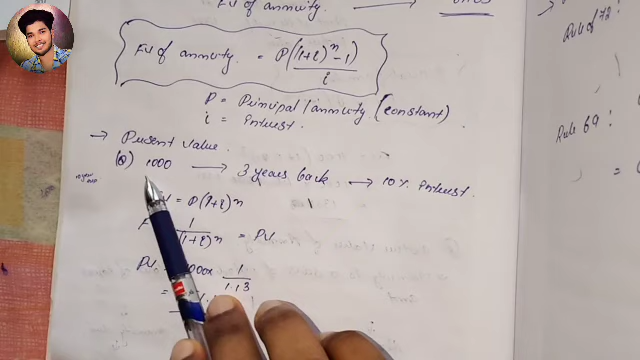 FV of annuity.
FV of annuity. = P((1+i)^n - 1) / i
P = Principal/annuity (constant).
i = interest.
→ Present value.
(Q) 1000 → 3 years back → 10% interest.
= P(1+i)^n
1 / (1+i)^n = PV
PV 1 / 1.13
=
Rule of 72 :
Rule 69 :